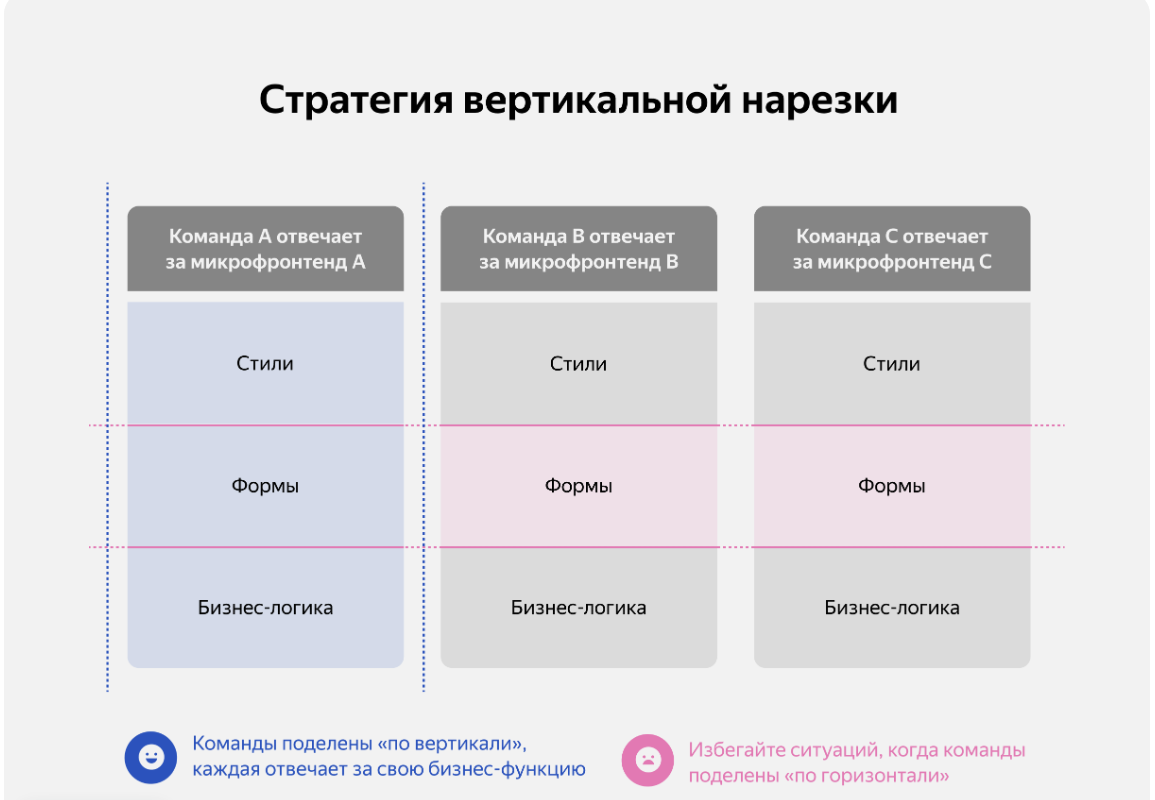 Стратегия вертикальной нарезки
Команда A отвечает
за микрофронтенд A
Команда B отвечает
за микрофронтенд B
Команда C отвечает
за микрофронтенд C
Стили
Стили
Стили
Формы
Формы
Формы
Бизнес-логика
Бизнес-логика
Бизнес-логика
Команды поделены «по вертикали»,
каждая отвечает за свою бизнес-функцию
Избегайте ситуаций, когда команды
поделены «по горизонтали»